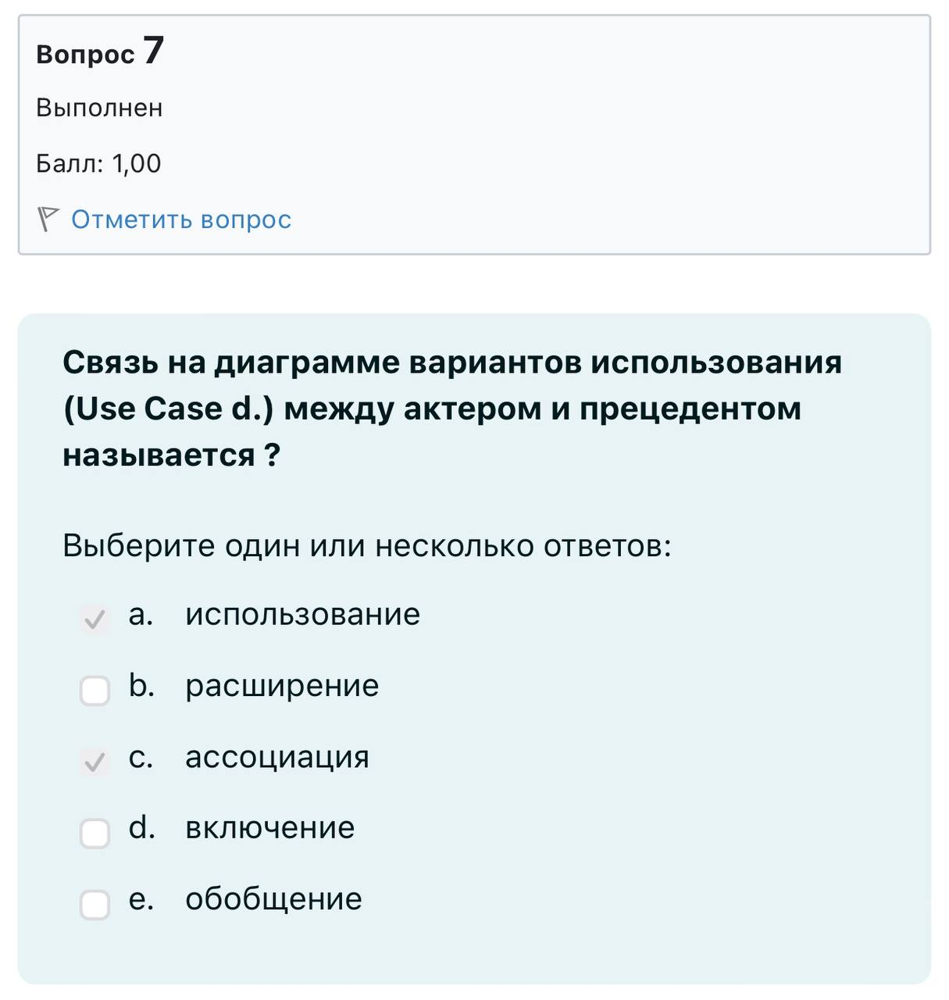 Вопрос 7
Выполнен
Балл: 1,00
Отметить вопрос
Связь на диаграмме вариантов использования
(Use Case d.) между актером и прецедентом
называется ?
Выберите один или несколько ответов:
a. использование
b. расширение
c. ассоциация
d. включение
e. обобщение